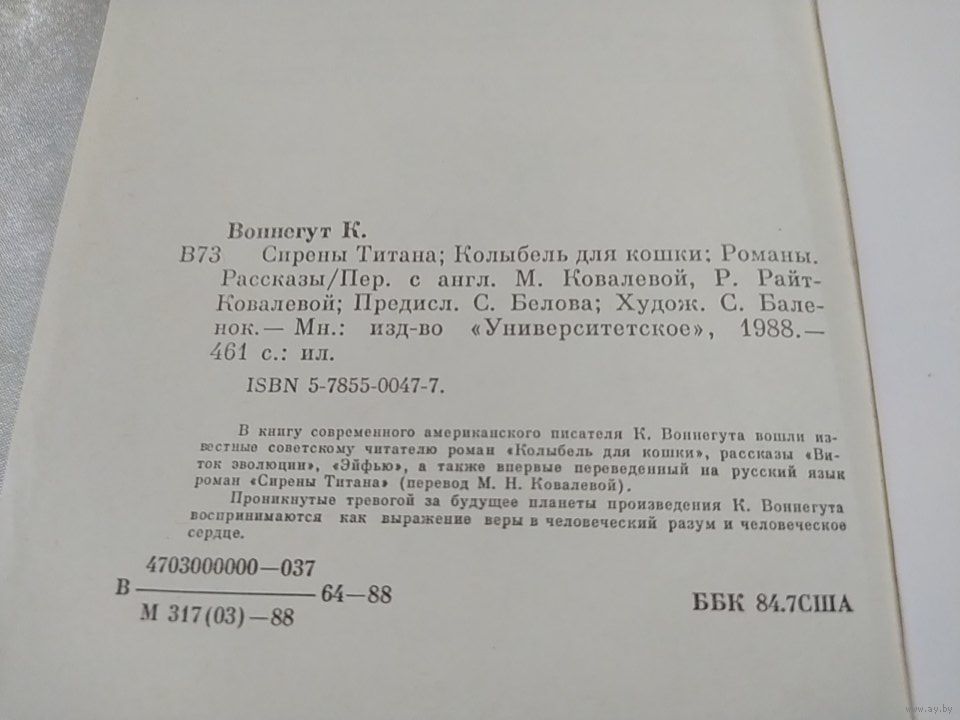 Воннегут К.
В73 Сирены Титана; Колыбель для кошки; Романы.
Рассказы/Пер. с англ. М. Ковалевой, Р. Райт-
Ковалевой; Предисл. С. Белова; Худож. С. Бале-
нок.— Мн.: изд-во «Университетское», 1988.—
461 с.: ил.
ISBN 5-7855-0047-7.
В книгу современного американского писателя К. Воннегута вошли из-
вестные советскому читателю роман «Колыбель для кошки», рассказы «Ви-
ток эволюции», «Эйфью», а также впервые переведенный на русский язык
роман «Сирены Титана» (перевод М. Н. Ковалевой).
Проникнутые тревогой за будущее планеты произведения К. Воннегута
воспринимаются как выражение веры в человеческий разум и человеческое
сердце.
4703000000—037
В 64—88
М 317(03)—88
ББК 84.7США
www.ay.by